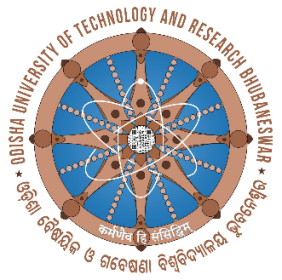 ODISHA UNIVERSITY OF TECHNOLOGY AND RESEARCH BHUBANESWAR
कर्मणैव हि संसिद्धिम्
ଓଡ଼ିଶା ବୈଷୟିକ ଓ ଗବେଷଣା ବିଶ୍ୱବିଦ୍ୟାଳୟ ଭୁବନେଶ୍ୱର